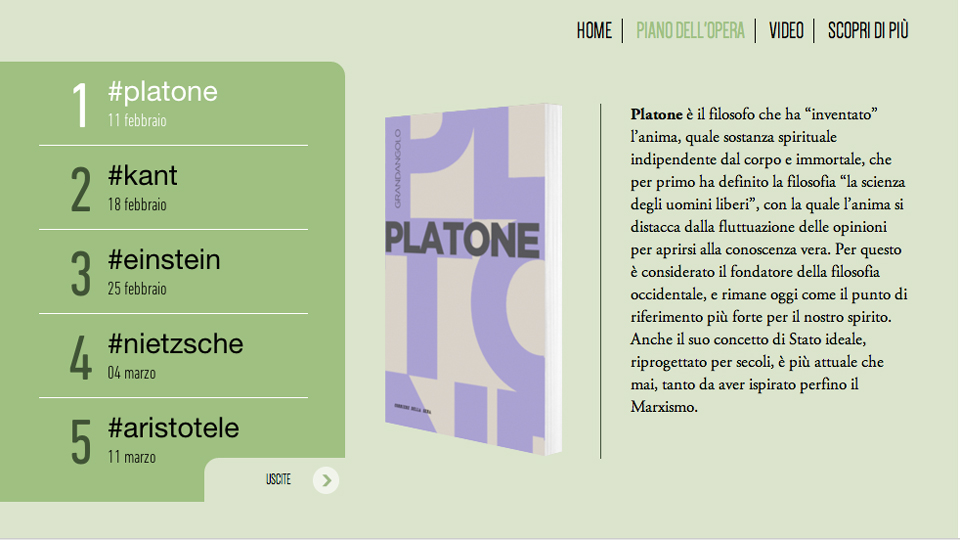 HOME | PIANO DELL'OPERA | VIDEO | SCOPRI DI PIÙ
1 #platone
11 febbraio
2 #kant
18 febbraio
3 #einstein
25 febbraio
4 #nietzsche
04 marzo
5 #aristotele
11 marzo
USCITE
GRANDANGOLO
PLATONE
CORRIERE DELLA SERA
Platone è il filosofo che ha “inventato”
l’anima, quale sostanza spirituale
indipendente dal corpo e immortale, che
per primo ha definito la filosofia “la scienza
degli uomini liberi”, con la quale l’anima si
distacca dalla fluttuazione delle opinioni
per aprirsi alla conoscenza vera. Per questo
è considerato il fondatore della filosofia
occidentale, e rimane oggi come il punto di
riferimento più forte per il nostro spirito.
Anche il suo concetto di Stato ideale,
riprogettato per secoli, è più attuale che
mai, tanto da aver ispirato perfino il
Marxismo.